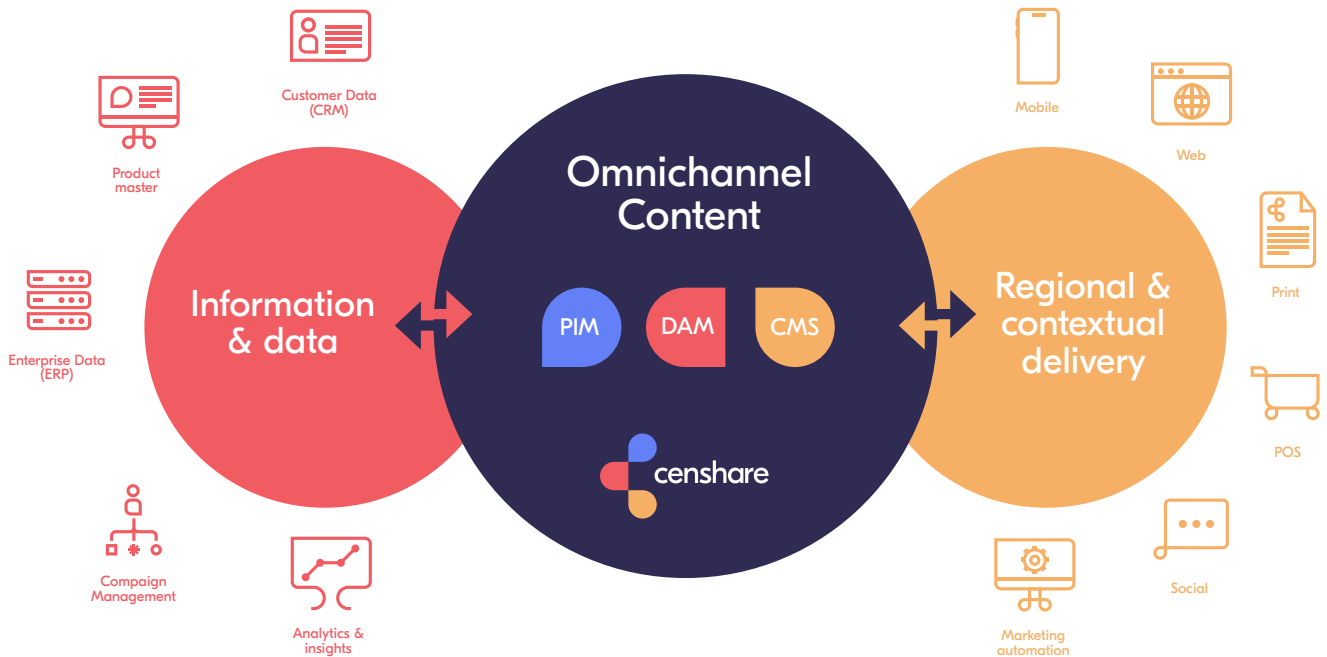 Customer Data
(CRM)
Product
master
Enterprise Data
(ERP)
Compaign
Management
Analytics &
insights
Information
& data
Omnichannel
Content
PIM
DAM
CMS
censhare
Regional &
contextual
delivery
Mobile
Web
Print
POS
Social
Marketing
automation